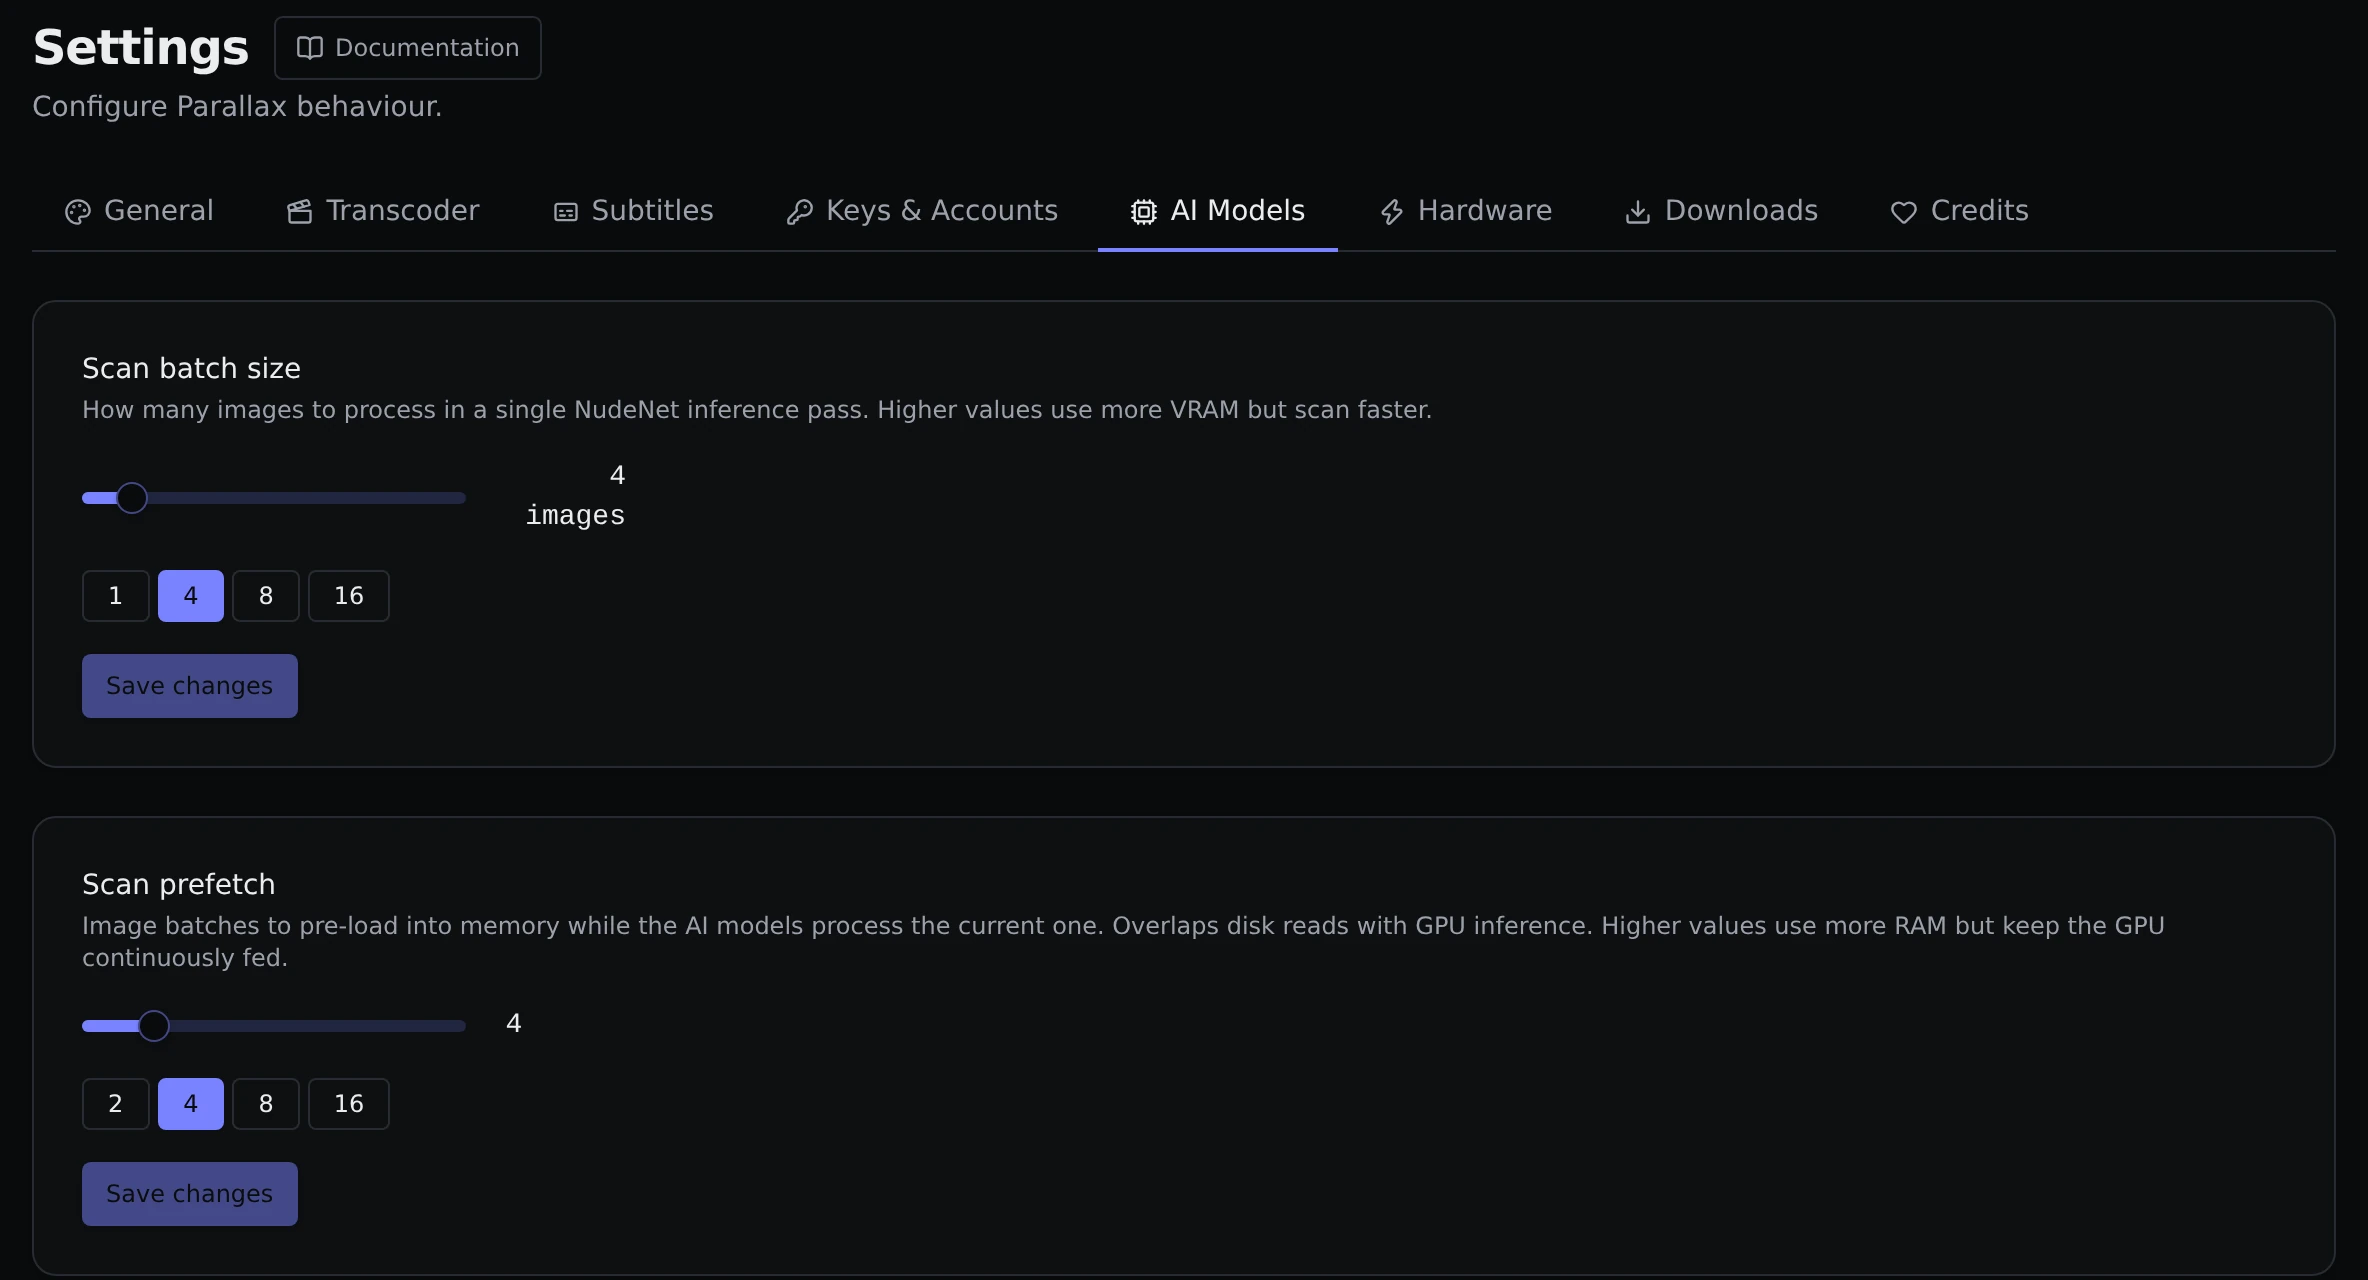 Settings
Documentation
Configure Parallax behaviour.
General
Transcoder
Subtitles
Keys & Accounts
AI Models
Hardware
Downloads
Credits
Scan batch size
How many images to process in a single NudeNet inference pass. Higher values use more VRAM but scan faster.
4
images
1
4
8
16
Save changes
Scan prefetch
Image batches to pre-load into memory while the AI models process the current one. Overlaps disk reads with GPU inference. Higher values use more RAM but keep the GPU
continuously fed.
4
2
4
8
16
Save changes